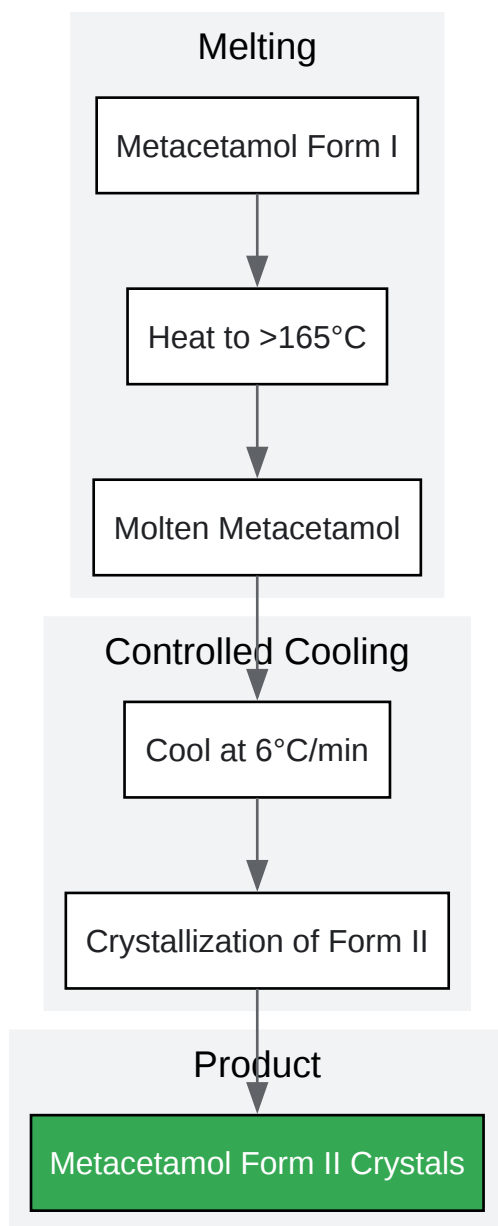 Melting
Metacetamol Form I
Heat to >165°C
Molten Metacetamol
Controlled Cooling
Cool at 6°C/min
Crystallization of Form II
Product
Metacetamol Form II Crystals